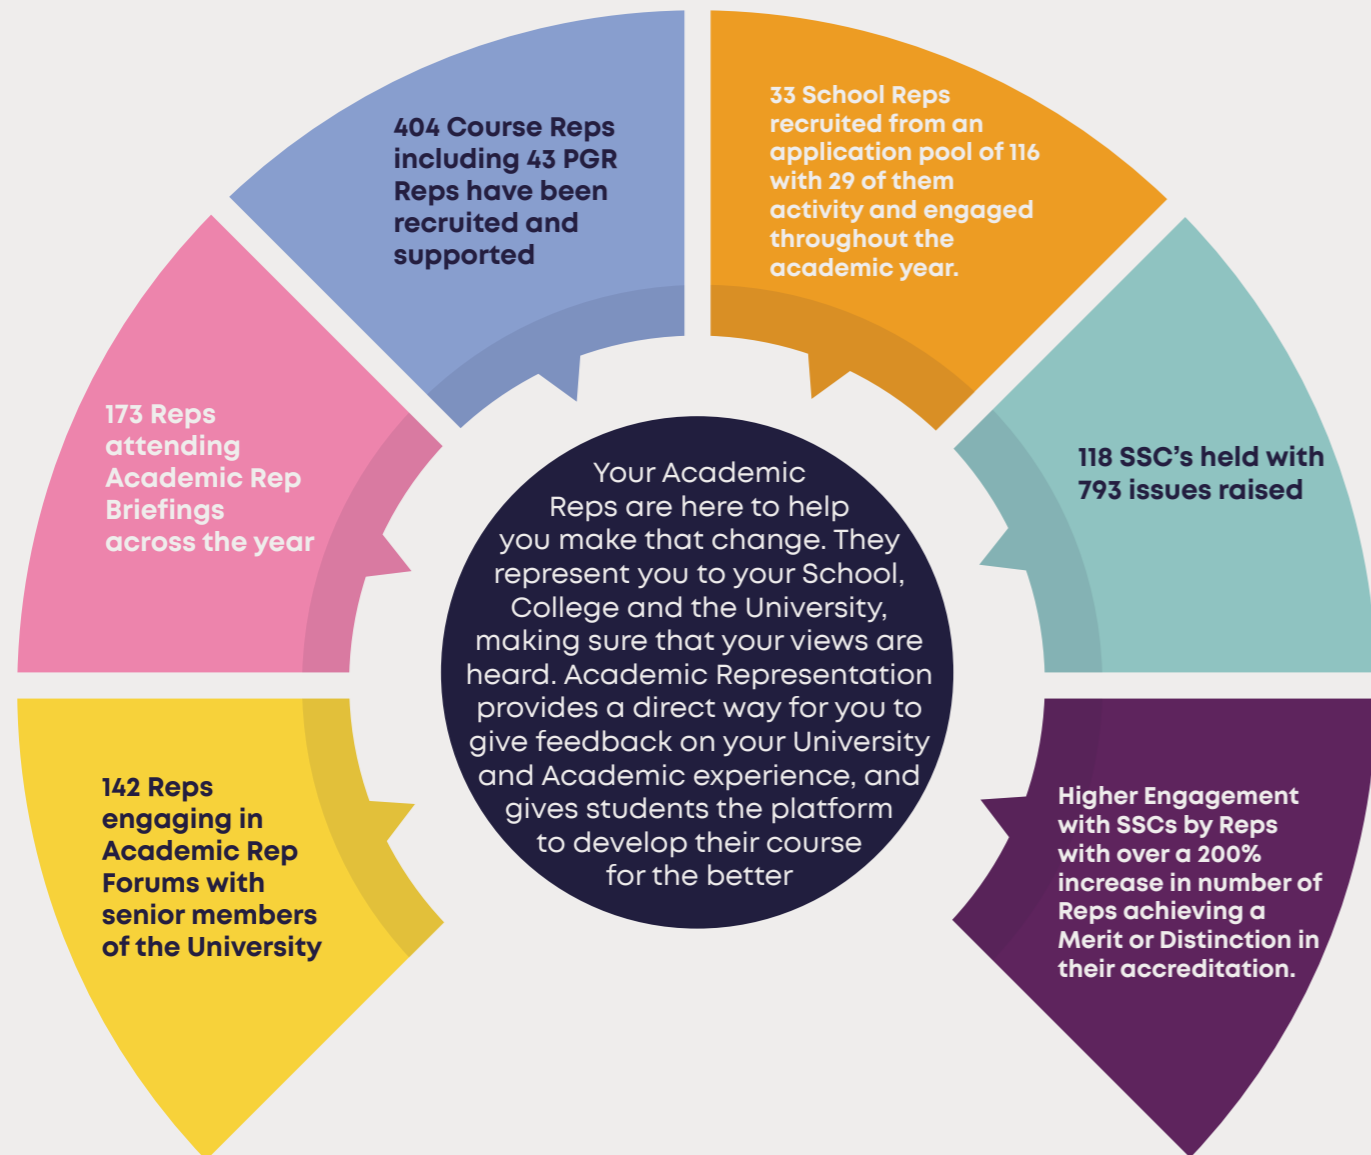 404 Course Reps
including 43 PGR
Reps have been
recruited and
supported
33 School Reps
recruited from an
application pool of 116
with 29 of them
activity and engaged
throughout the
academic year.
173 Reps
attending
Academic Rep
Briefings
across the year
118 SSC’s held with
793 issues raised
Your Academic
Reps are here to help
you make that change. They
represent you to your School,
College and the University,
making sure that your views are
heard. Academic Representation
provides a direct way for you to
give feedback on your University
and Academic experience, and
gives students the platform
to develop their course
for the better
142 Reps
engaging in
Academic Rep
Forums with
senior members
of the University
Higher Engagement
with SSCs by Reps
with over a 200%
increase in number of
Reps achieving a
Merit or Distinction in
their accreditation.